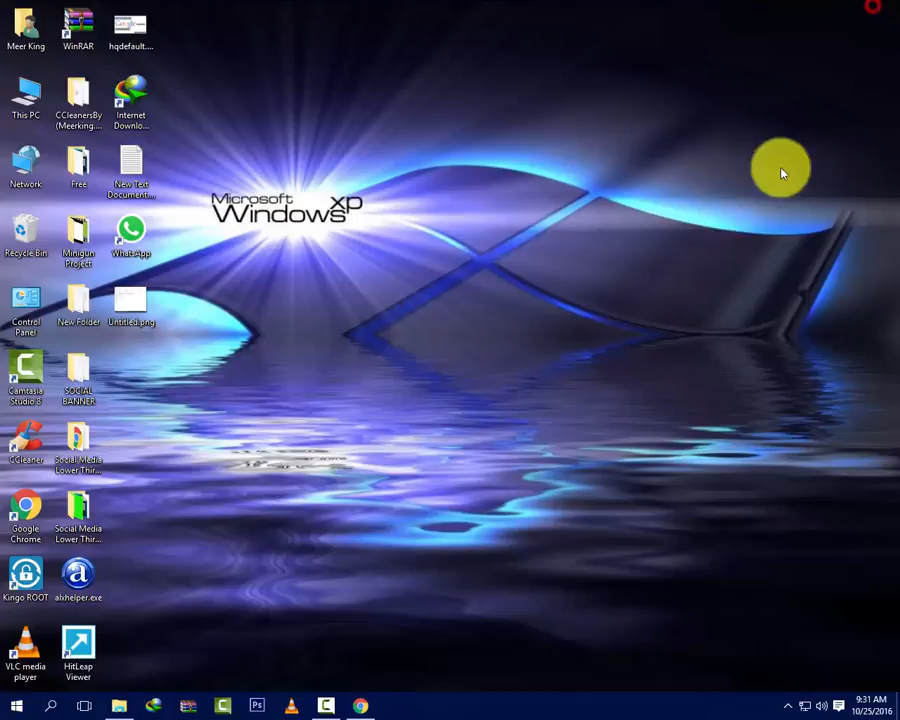 Meer King
WinRAR
hqdefault....
This PC
CCleanersBy
(Meerking....
Internet
Downlo...
Network
Free
New Text
Document...
Recycle Bin
Minigun
Project
WhatsApp
Control
Panel
New Folder
Untitled.png
Camtasia
Studio 8
SOCIAL
BANNER
CCleaner
Social Media
Lower Thir...
Google
Chrome
Social Media
Lower Thir...
Kingo ROOT
alxhelper.exe
VLC media
player
HitLeap
Viewer
Microsoft
Windows xp
Ps
9:31 AM
10/25/2016